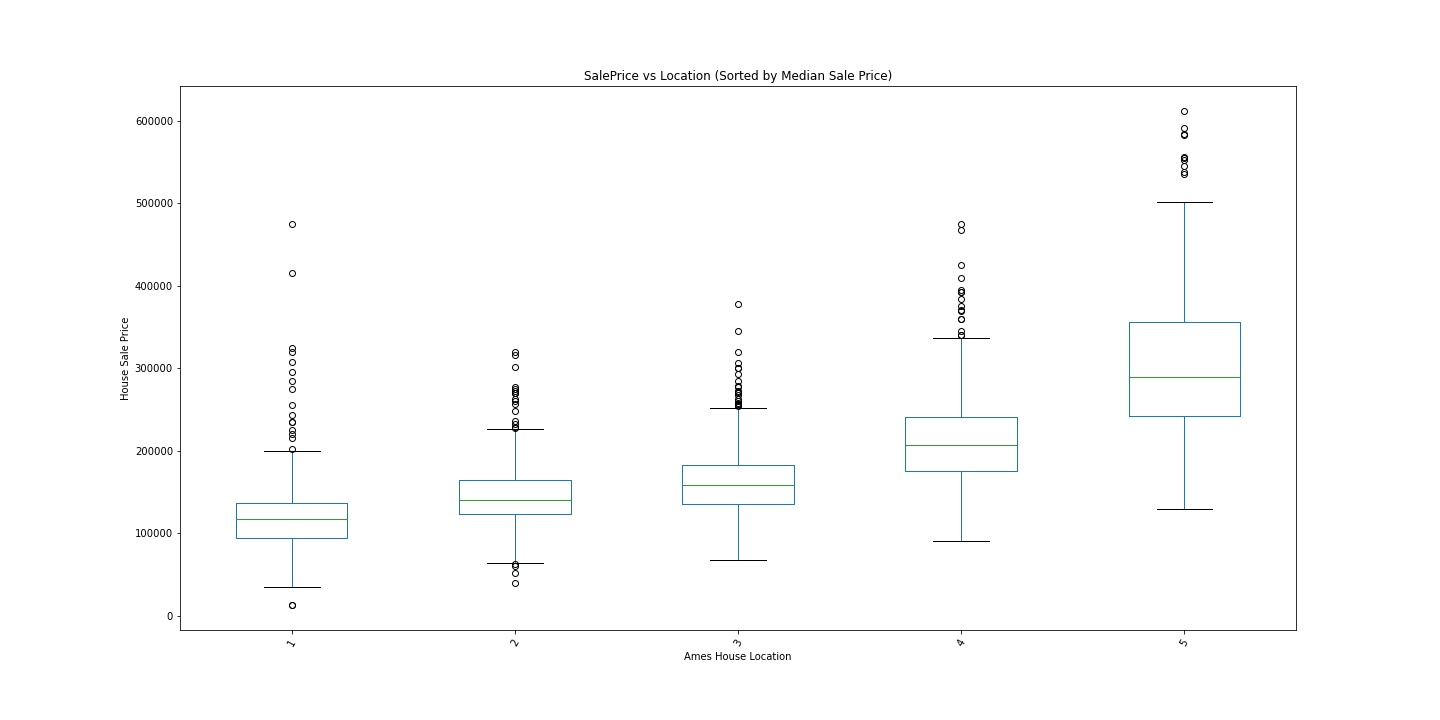 SalePrice vs Location (Sorted by Median Sale Price)
600000
500000
400000
300000
200000
100000
0
House Sale Price
1 2 3 4 5
Ames House Location